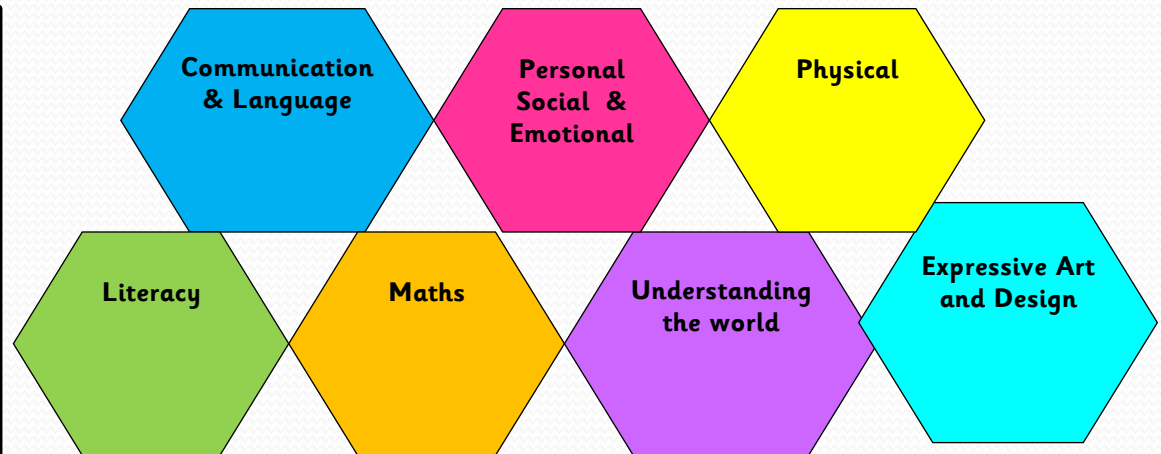 Communication
& Language
Personal
Social & 
Emotional
Physical
Literacy
Maths
Understanding
the world
Expressive Art
and Design